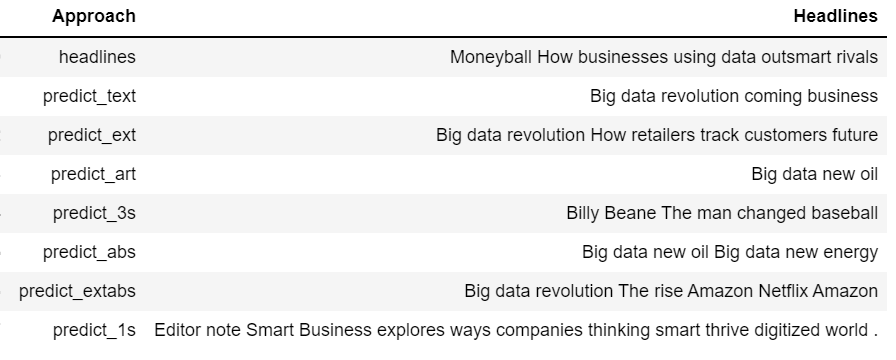 Approach Headlines
headlines Moneyball How businesses using data outsmart rivals
predict_text Big data revolution coming business
predict_ext Big data revolution How retailers track customers future
predict_art Big data new oil
predict_3s Billy Beane The man changed baseball
predict_abs Big data new oil Big data new energy
predict_extabs Big data revolution The rise Amazon Netflix Amazon
predict_1s Editor note Smart Business explores ways companies thinking smart thrive digitized world .